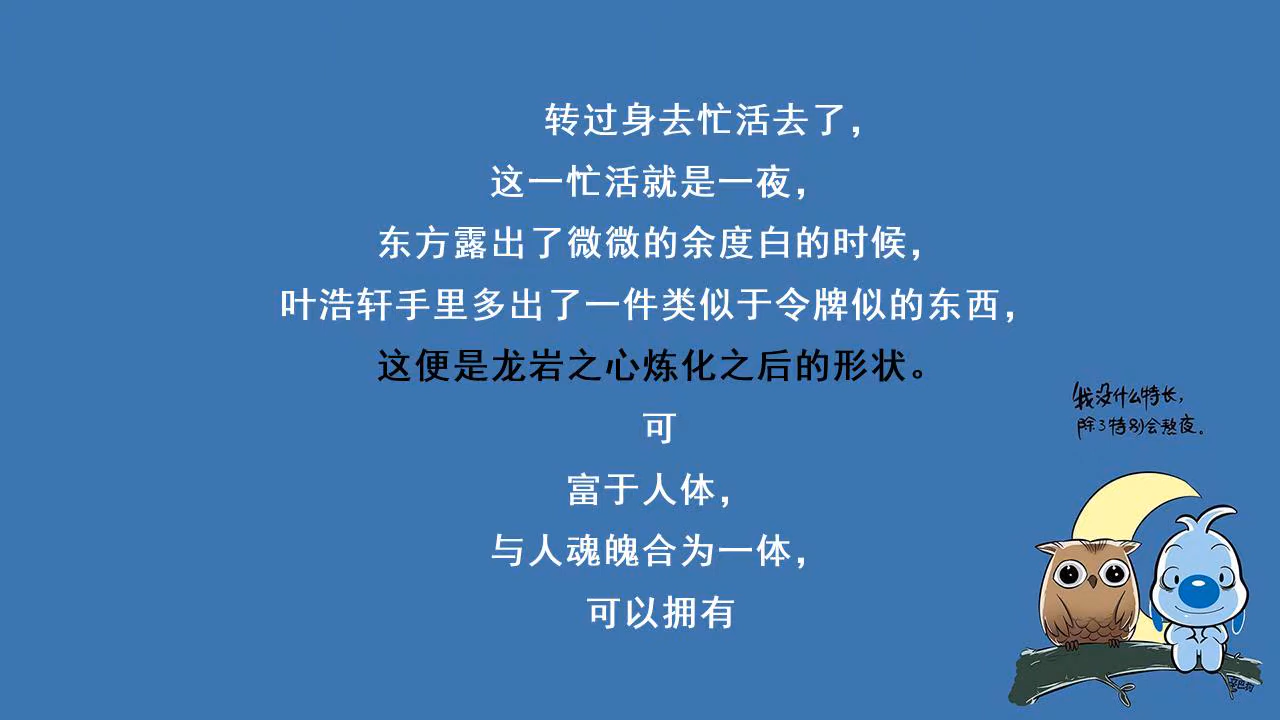 转过身去忙活去了，
这一忙活就是一夜，
东方露出了微微的余度白的时候，
叶浩轩手里多出了一件类似于令牌似的东西，
这便是龙岩之心炼化之后的形状。
可
富于人体，
与人魂魄合为一体，
可以拥有
我没什么特长，
除了特别会熬夜。